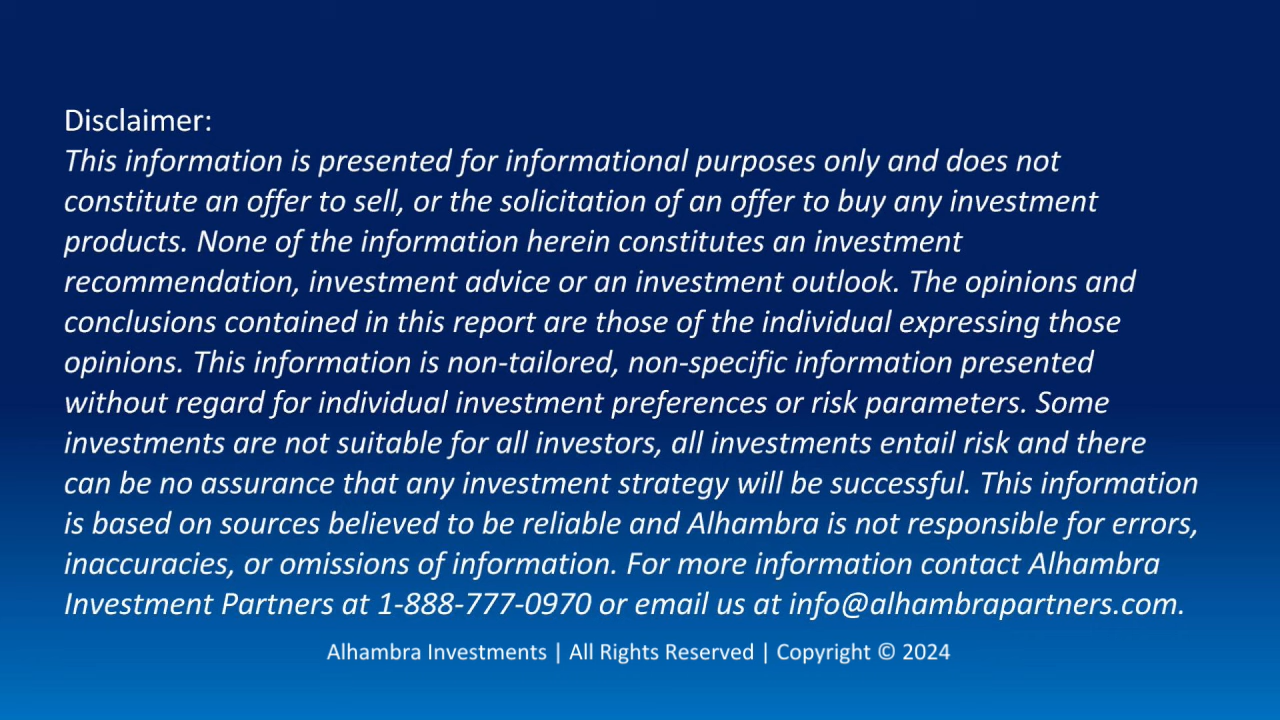 Disclaimer:
This information is presented for informational purposes only and does not
constitute an offer to sell, or the solicitation of an offer to buy any investment
products. None of the information herein constitutes an investment
recommendation, investment advice or an investment outlook. The opinions and
conclusions contained in this report are those of the individual expressing those
opinions. This information is non-tailored, non-specific information presented
without regard for individual investment preferences or risk parameters. Some
investments are not suitable for all investors, all investments entail risk and there
can be no assurance that any investment strategy will be successful. This information
is based on sources believed to be reliable and Alhambra is not responsible for errors,
inaccuracies, or omissions of information. For more information contact Alhambra
Investment Partners at 1-888-777-0970 or email us at info@alhambrapartners.com.
Alhambra Investments | All Rights Reserved | Copyright © 2024